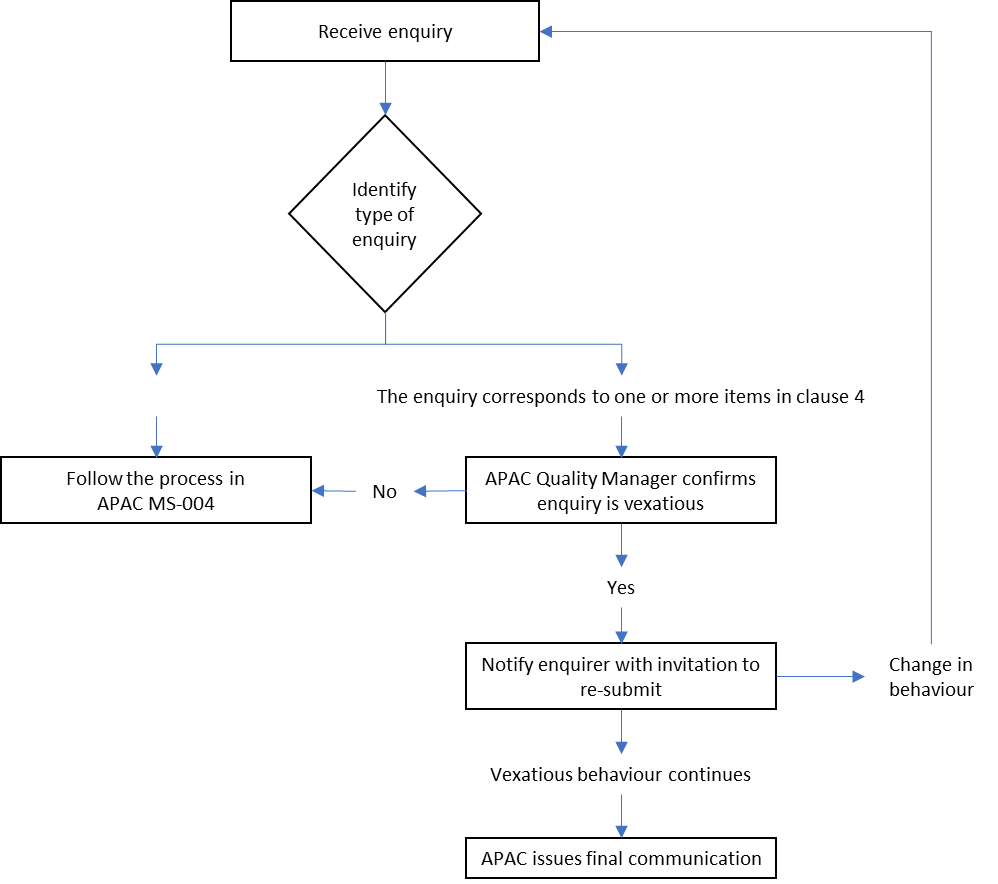 Receive enquiry
Identify
type of
enquiry
The enquiry corresponds to one or more items in clause 4
Follow the process in
APAC MS-004
No
APAC Quality Manager confirms
enquiry is vexatious
Yes
Notify enquirer with invitation to
re-submit
Change in
behaviour
Vexatious behaviour continues
APAC issues final communication